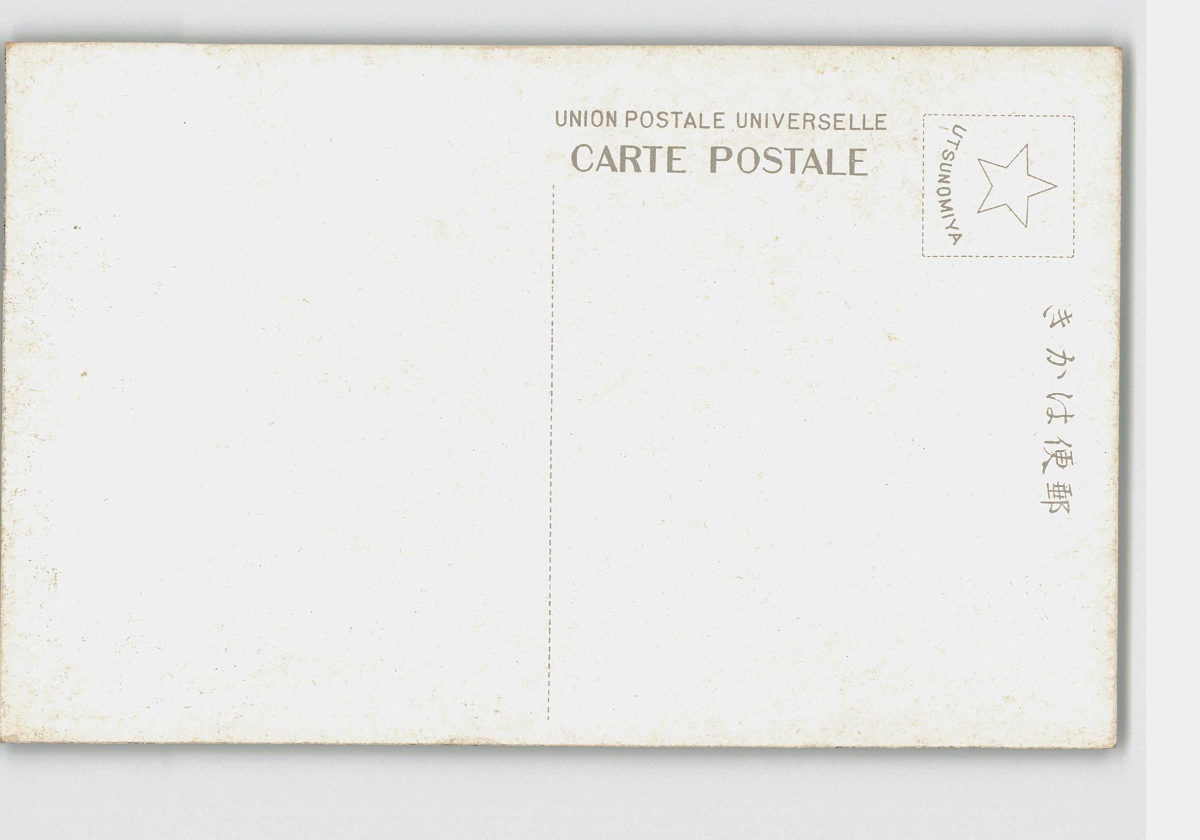 UNION POSTALE UNIVERSELLE
CARTE POSTALE
UTSUNOMIYA
きかは便郵